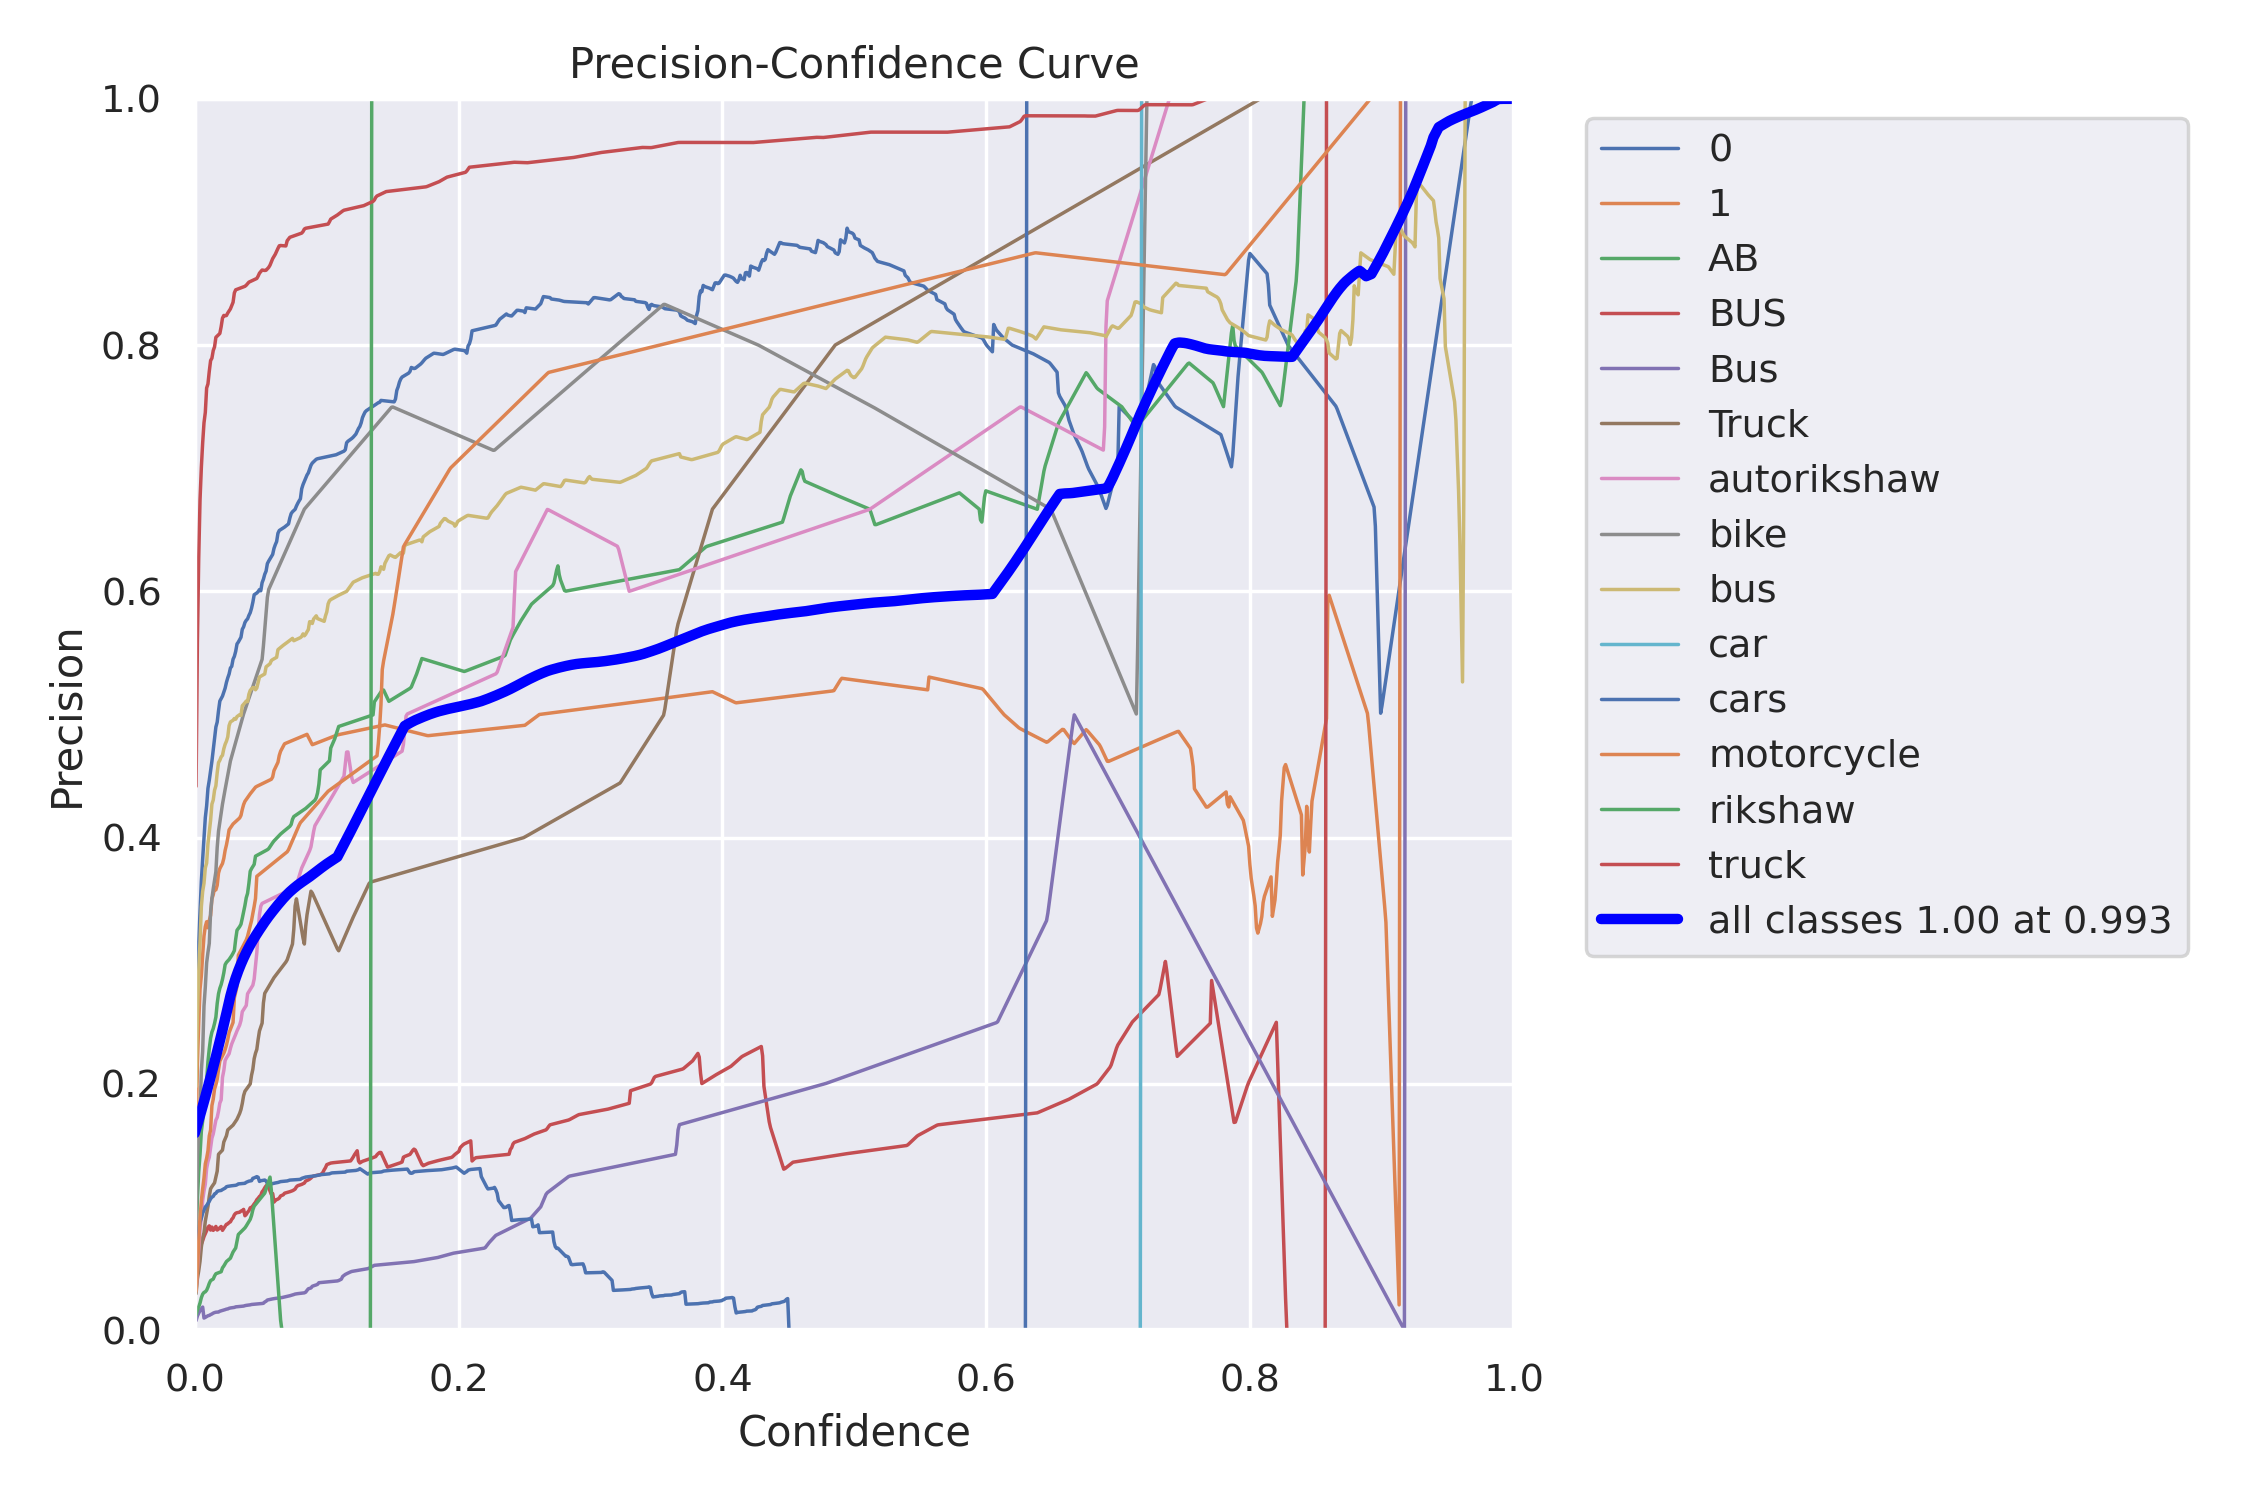 Precision-Confidence Curve
1.0
0.8
0.6
0.4
0.2
0.0
Precision
0.0 0.2 0.4 0.6 0.8 1.0
Confidence
0
1
AB
BUS
Bus
Truck
autorikshaw
bike
bus
car
cars
motorcycle
rikshaw
truck
all classes 1.00 at 0.993